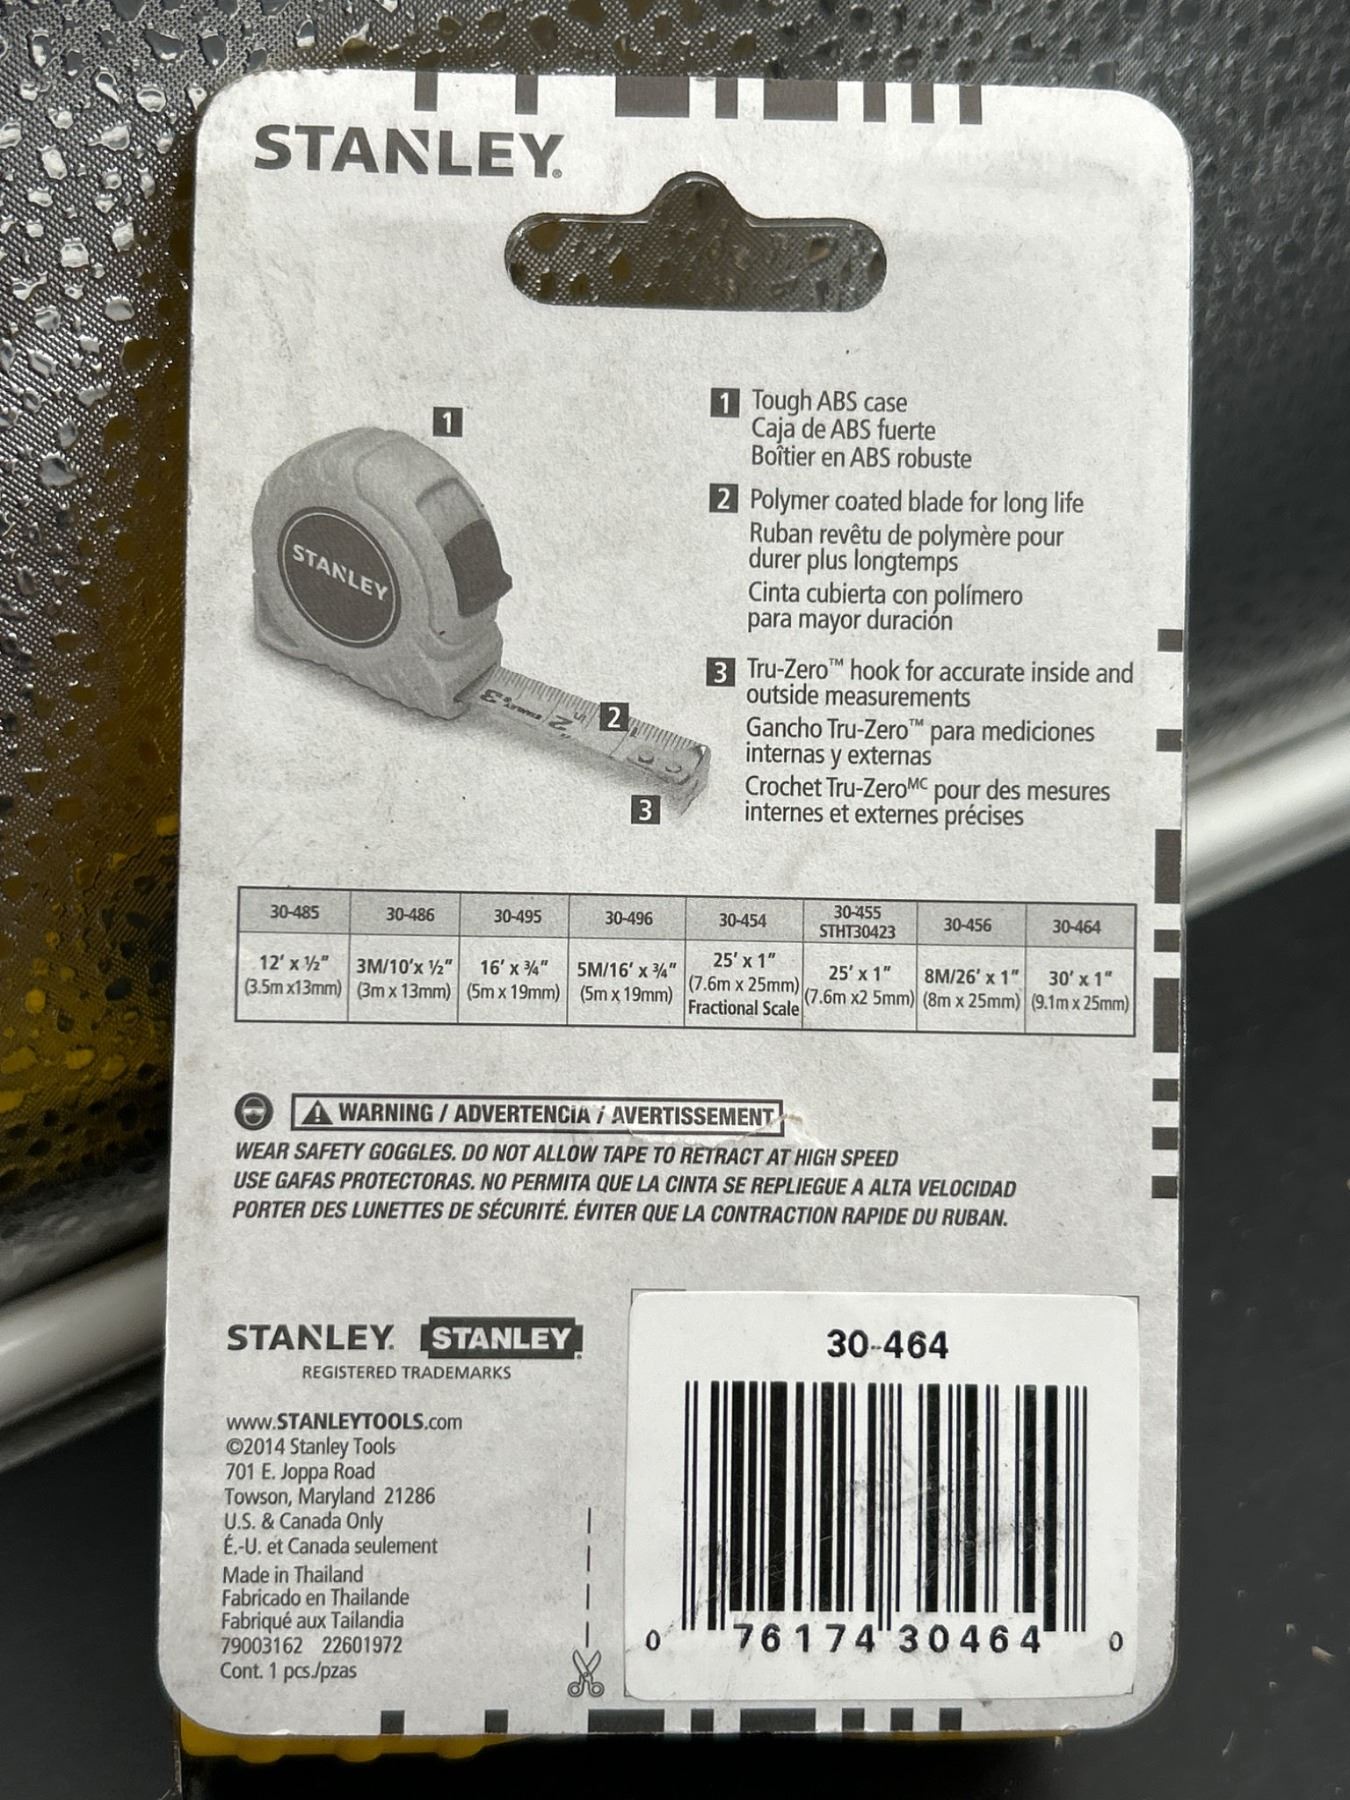 STANLEY®
1
1 Tough ABS case
Caja de ABS fuerte
Boîtier en ABS robuste
2 Polymer coated blade for long life
Ruban revêtu de polymère pour
durer plus longtemps
Cinta cubierta con polímero
para mayor duración
3 Tru-Zero™ hook for accurate inside and
outside measurements
Gancho Tru-Zero™ para mediciones
internas y externas
Crochet Tru-Zeroᴹᶜ pour des mesures
internes et externes précises
STANLEY
3 STANLEY 2 in
2
3
30-485 30-486 30-495 30-496 30-454 30-455 STHT30423 30-456 30-464
12' x ½" 3M/10'x ½" 16' x ¾" 5M/16' x ¾" 25' x 1" 25' x 1" 8M/26' x 1" 30' x 1"
(3.5m x13mm) (3m x 13mm) (5m x 19mm) (5m x 19mm) (7.6m x 25mm) (7.6m x2 5mm) (8m x 25mm) (9.1m x 25mm)
Fractional Scale
WARNING / ADVERTENCIA / AVERTISSEMENT
WEAR SAFETY GOGGLES. DO NOT ALLOW TAPE TO RETRACT AT HIGH SPEED
USE GAFAS PROTECTORAS. NO PERMITA QUE LA CINTA SE REPLIEGUE A ALTA VELOCIDAD
PORTER DES LUNETTES DE SÉCURITÉ. ÉVITER QUE LA CONTRACTION RAPIDE DU RUBAN.
STANLEY. STANLEY®
REGISTERED TRADEMARKS
www.STANLEYTOOLS.com
©2014 Stanley Tools
701 E. Joppa Road
Towson, Maryland 21286
U.S. & Canada Only
É.-U. et Canada seulement
Made in Thailand
Fabricado en Thailande
Fabriqué aux Tailandia
79003162 22601972
Cont. 1 pcs./pzas
30-464
0 76174 30464 0